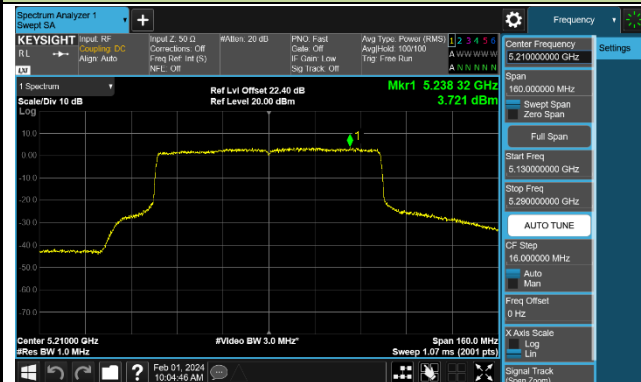 Spectrum Analyzer 1
Swept SA
Frequency
KEYSIGHT
RL
Input: RF
Coupling: DC
Align: Auto
Input Z: 50 Ω
Corrections: Off
Freq Ref: Int (S)
NFE: Off
#Atten: 20 dB
PNO: Fast
Gate: Off
IF Gain: Low
Sig Track: Off
Avg Type: Power (RMS)
Avg|Hold: 100/100
Trig: Free Run
1 2 3 4 5 6
A W W W W W
A N N N N N
1 Spectrum
Scale/Div 10 dB
Log
Ref Lvl Offset 22.40 dB
Ref Level 20.00 dBm
Mkr1 5.238 32 GHz
3.721 dBm
1
10.0
0.00
-10.0
-20.0
-30.0
-40.0
-50.0
-60.0
-70.0
Center 5.21000 GHz
#Res BW 1.0 MHz
#Video BW 3.0 MHz*
Span 160.0 MHz
Sweep 1.07 ms (2001 pts)
Feb 01, 2024
10:04:46 AM
Center Frequency
5.210000000 GHz
Settings
Span
160.000000 MHz
Swept Span
Zero Span
Full Span
Start Freq
5.130000000 GHz
Stop Freq
5.290000000 GHz
AUTO TUNE
CF Step
16.000000 MHz
Auto
Man
Freq Offset
0 Hz
X Axis Scale
Log
Lin
Signal Track
(Span Zoom)